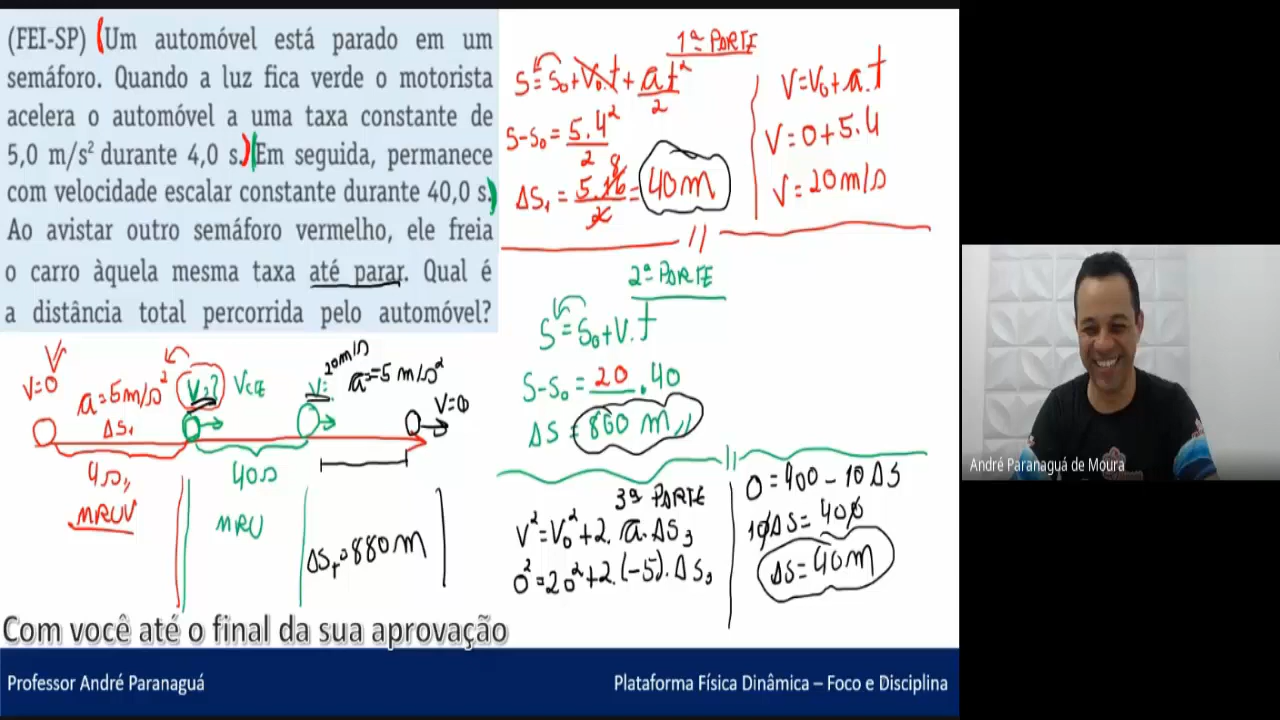 (FEI-SP) (Um automóvel está parado em um
semáforo. Quando a luz fica verde o motorista
acelera o automóvel a uma taxa constante de
5,0 m/s² durante 4,0 s.) (Em seguida, permanece
com velocidade escalar constante durante 40,0 s.)
Ao avistar outro semáforo vermelho, ele freia
o carro àquela mesma taxa até parar. Qual é
a distância total percorrida pelo automóvel?
V=0
a=5m/s²
ΔS₁
V=?
Vcte
V=
20m/s
a=-5 m/s²
V=0
4s,,
MRUV
40s
MRU
ΔST=880m
1ª PARTE
S=S₀+V₀.t+at²/2
S-S₀=5.4²/2
ΔS₁=5.16/2=40m
8
V=V₀+a.t
V=0+5.4
V=20m/s
2ª PARTE
S=S₀+V.t
S-S₀=20.40
ΔS=800 m,,
3ª PARTE
V²=V₀²+2.a.ΔS₃
0²=20²+2.(-5).ΔS₃
0=400-10ΔS
10ΔS=400
ΔS=40m
André Paranaguá de Moura
Com você até o final da sua aprovação
Professor André Paranaguá
Plataforma Física Dinâmica – Foco e Disciplina